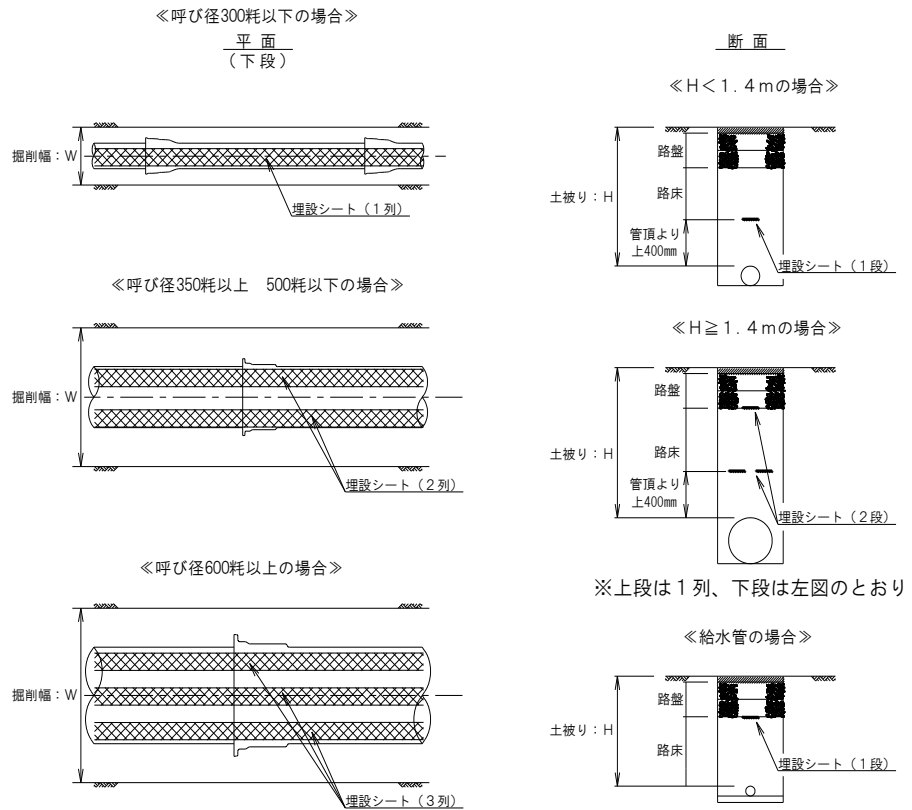 ≪呼び径300粍以下の場合≫
平 面
(下段)
掘削幅：W
埋設シート（1列）
≪呼び径350粍以上　500粍以下の場合≫
掘削幅：W
埋設シート（2列）
≪呼び径600粍以上の場合≫
掘削幅：W
埋設シート（3列）
断 面
≪H＜1．4mの場合≫
路盤
土被り：H
路床
管頂より
上400mm
埋設シート（1段）
≪H≧1．4mの場合≫
路盤
土被り：H
路床
管頂より
上400mm
埋設シート（2段）
※上段は１列、下段は左図のとおり
≪給水管の場合≫
路盤
土被り：H
路床
埋設シート（1段）